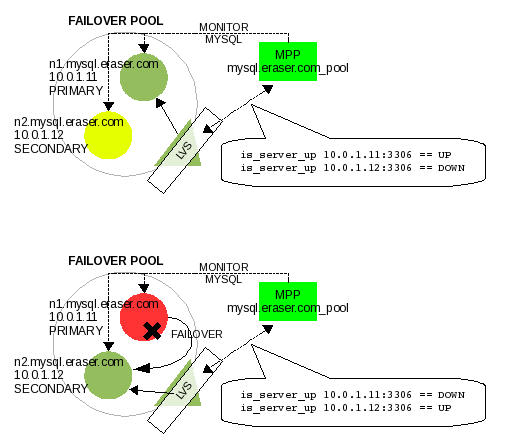 FAILOVER POOL
MONITOR
MYSQL
n1.mysql.eraser.com
10.0.1.11
PRIMARY
MPP
mysql.eraser.com_pool
n2.mysql.eraser.com
10.0.1.12
SECONDARY
LVS
is_server_up 10.0.1.11:3306 == UP
is_server_up 10.0.1.12:3306 == DOWN
FAILOVER POOL
MONITOR
MYSQL
n1.mysql.eraser.com
10.0.1.11
PRIMARY
MPP
mysql.eraser.com_pool
FAILOVER
n2.mysql.eraser.com
10.0.1.12
SECONDARY
LVS
is_server_up 10.0.1.11:3306 == DOWN
is_server_up 10.0.1.12:3306 == UP